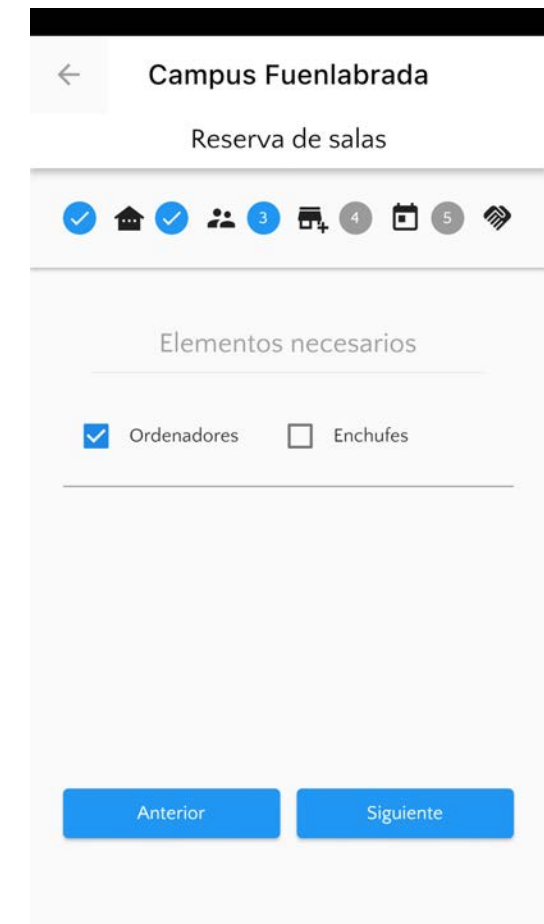 Campus Fuenlabrada
Reserva de salas
3 4 5
Elementos necesarios
Ordenadores Enchufes
Anterior Siguiente